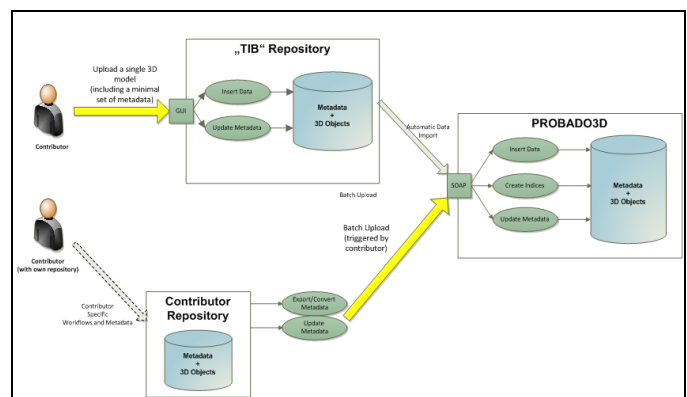 „TIB“ Repository
Upload a single 3D
model
(including a minimal
set of metadata)
Contributor
GUI
Insert Data
Update Metadata
Metadata
+
3D Objects
Automatic Data
Import
PROBADO3D
SOAP
Insert Data
Create Indices
Update Metadata
Metadata
+
3D Objects
Batch Upload
Batch Upload
(triggered by
contributor)
Contributor
(with own repository)
Contributor
Specific
Workflows and Metadata
Contributor
Repository
Metadata
+
3D Objects
Export/Convert
Metadata
Update
Metadata